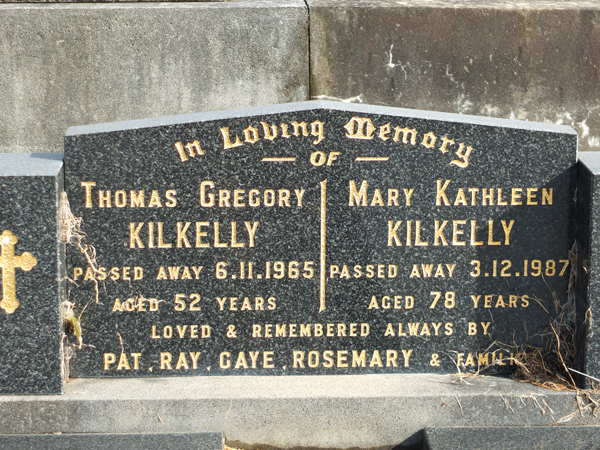 In Loving Memory
OF
THOMAS GREGORY
KILKELLY
PASSED AWAY 6.11.1965
AGED 52 YEARS
MARY KATHLEEN
KILKELLY
PASSED AWAY 3.12.1987
AGED 78 YEARS
LOVED & REMEMBERED ALWAYS BY
PAT, RAY, GAYE, ROSEMARY &